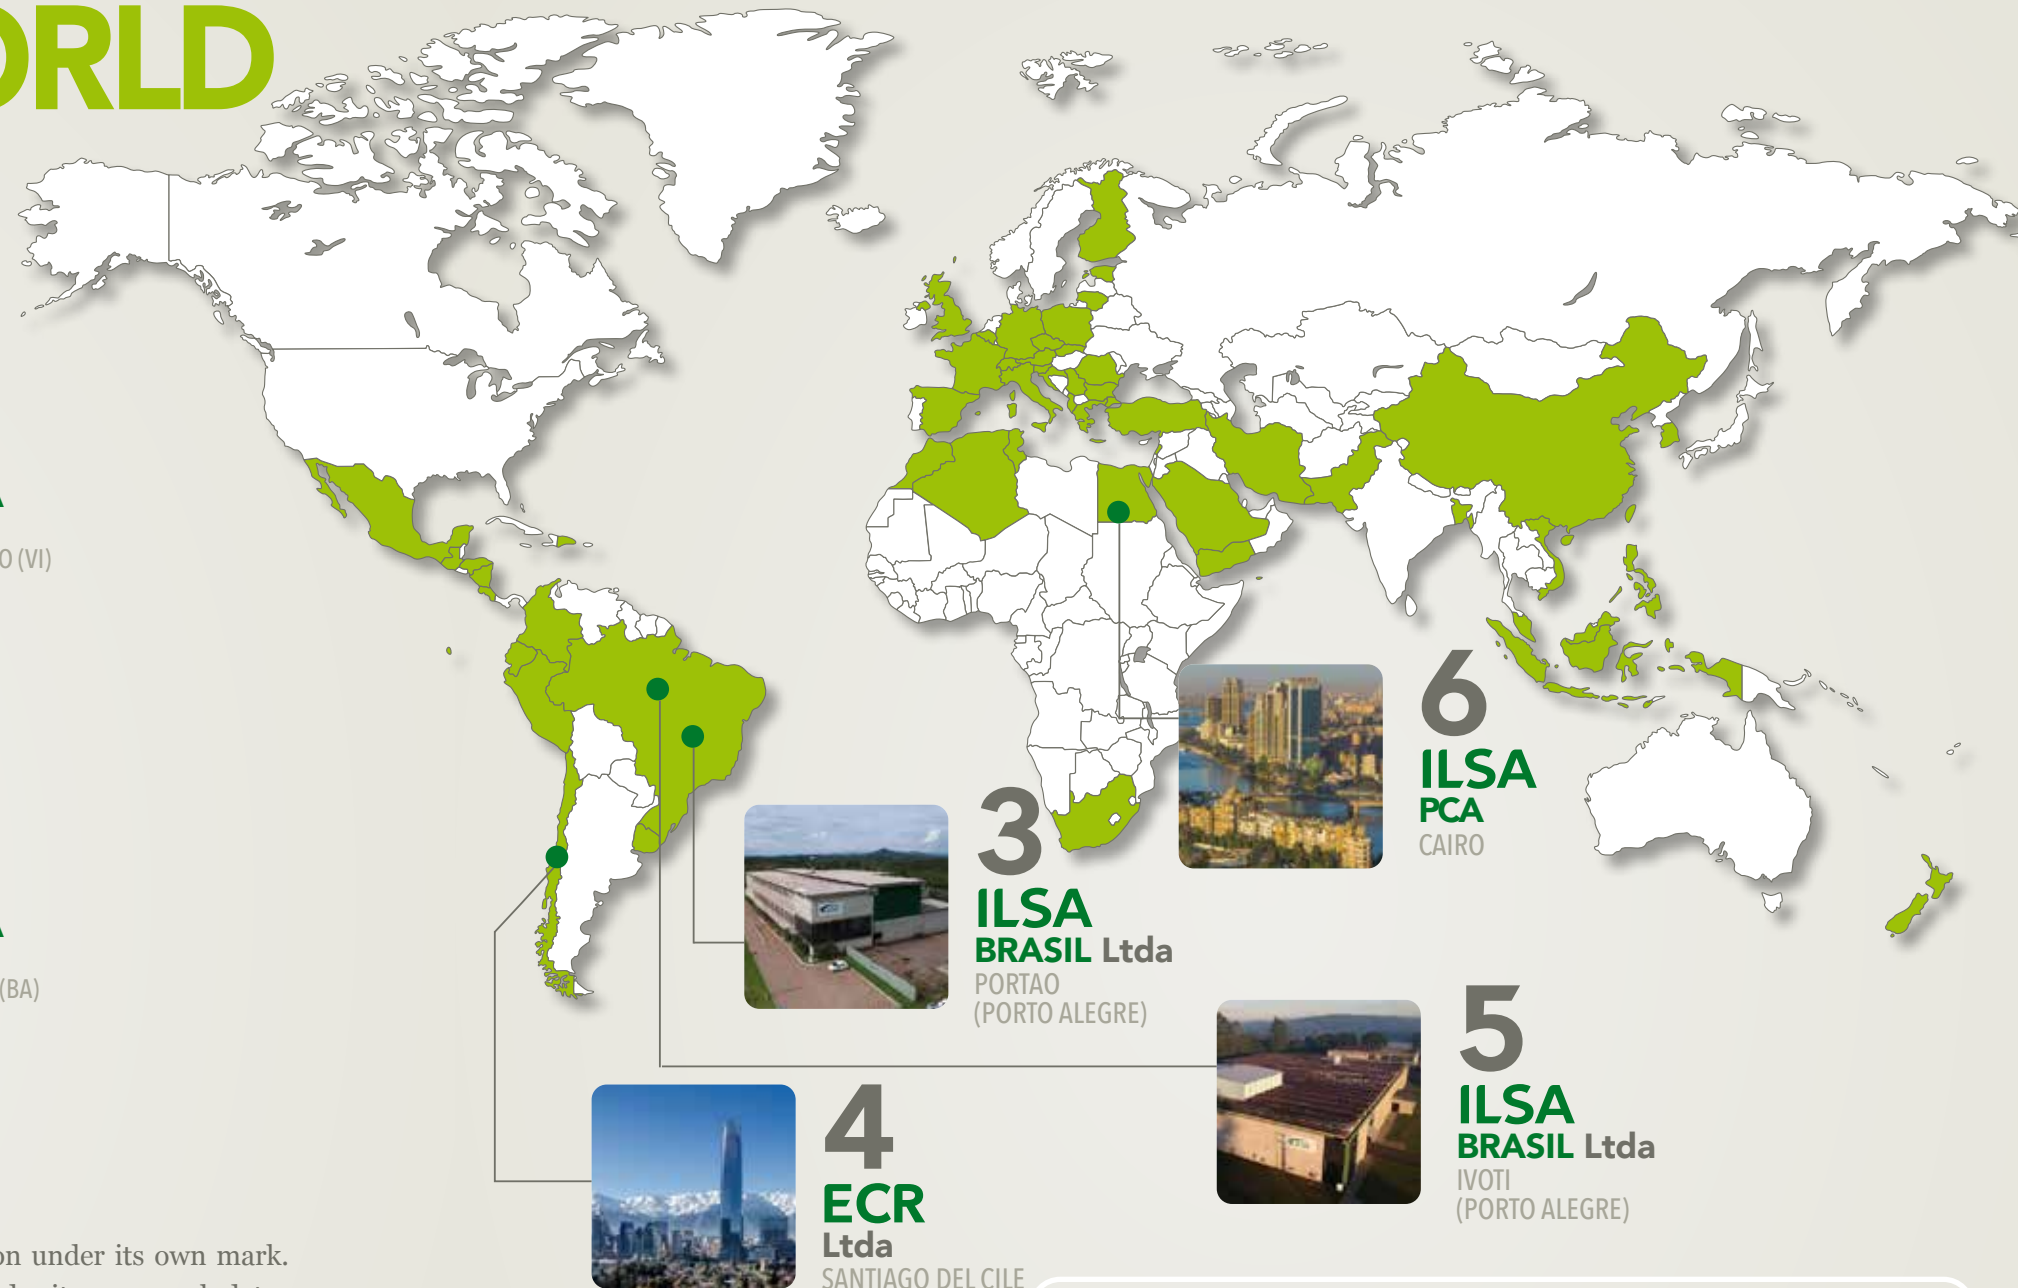 ORLD
A
O (VI)
A
(BA)
6
ILSA
PCA
CAIRO
3
ILSA
BRASIL Ltda
PORTAO
(PORTO ALEGRE)
5
ILSA
BRASIL Ltda
IVOTI
(PORTO ALEGRE)
4
ECR
Ltda
SANTIAGO DEL CILE
on under its own mark.